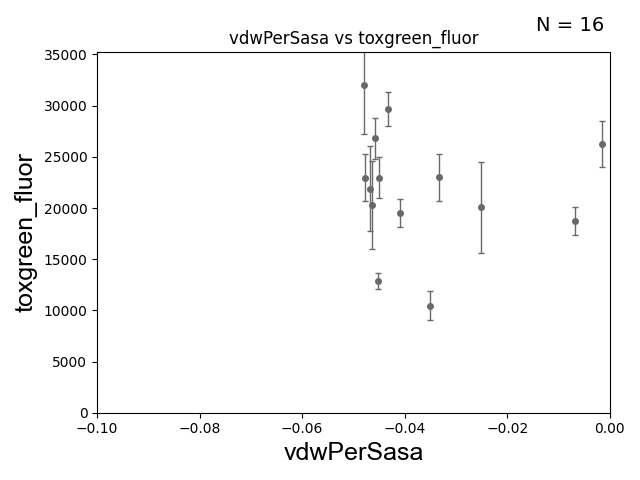 N = 16
vdwPerSasa vs toxgreen_fluor
35000
30000
25000
20000
15000
10000
5000
0
toxgreen_fluor
−0.10 −0.08 −0.06 −0.04 −0.02 0.00
vdwPerSasa